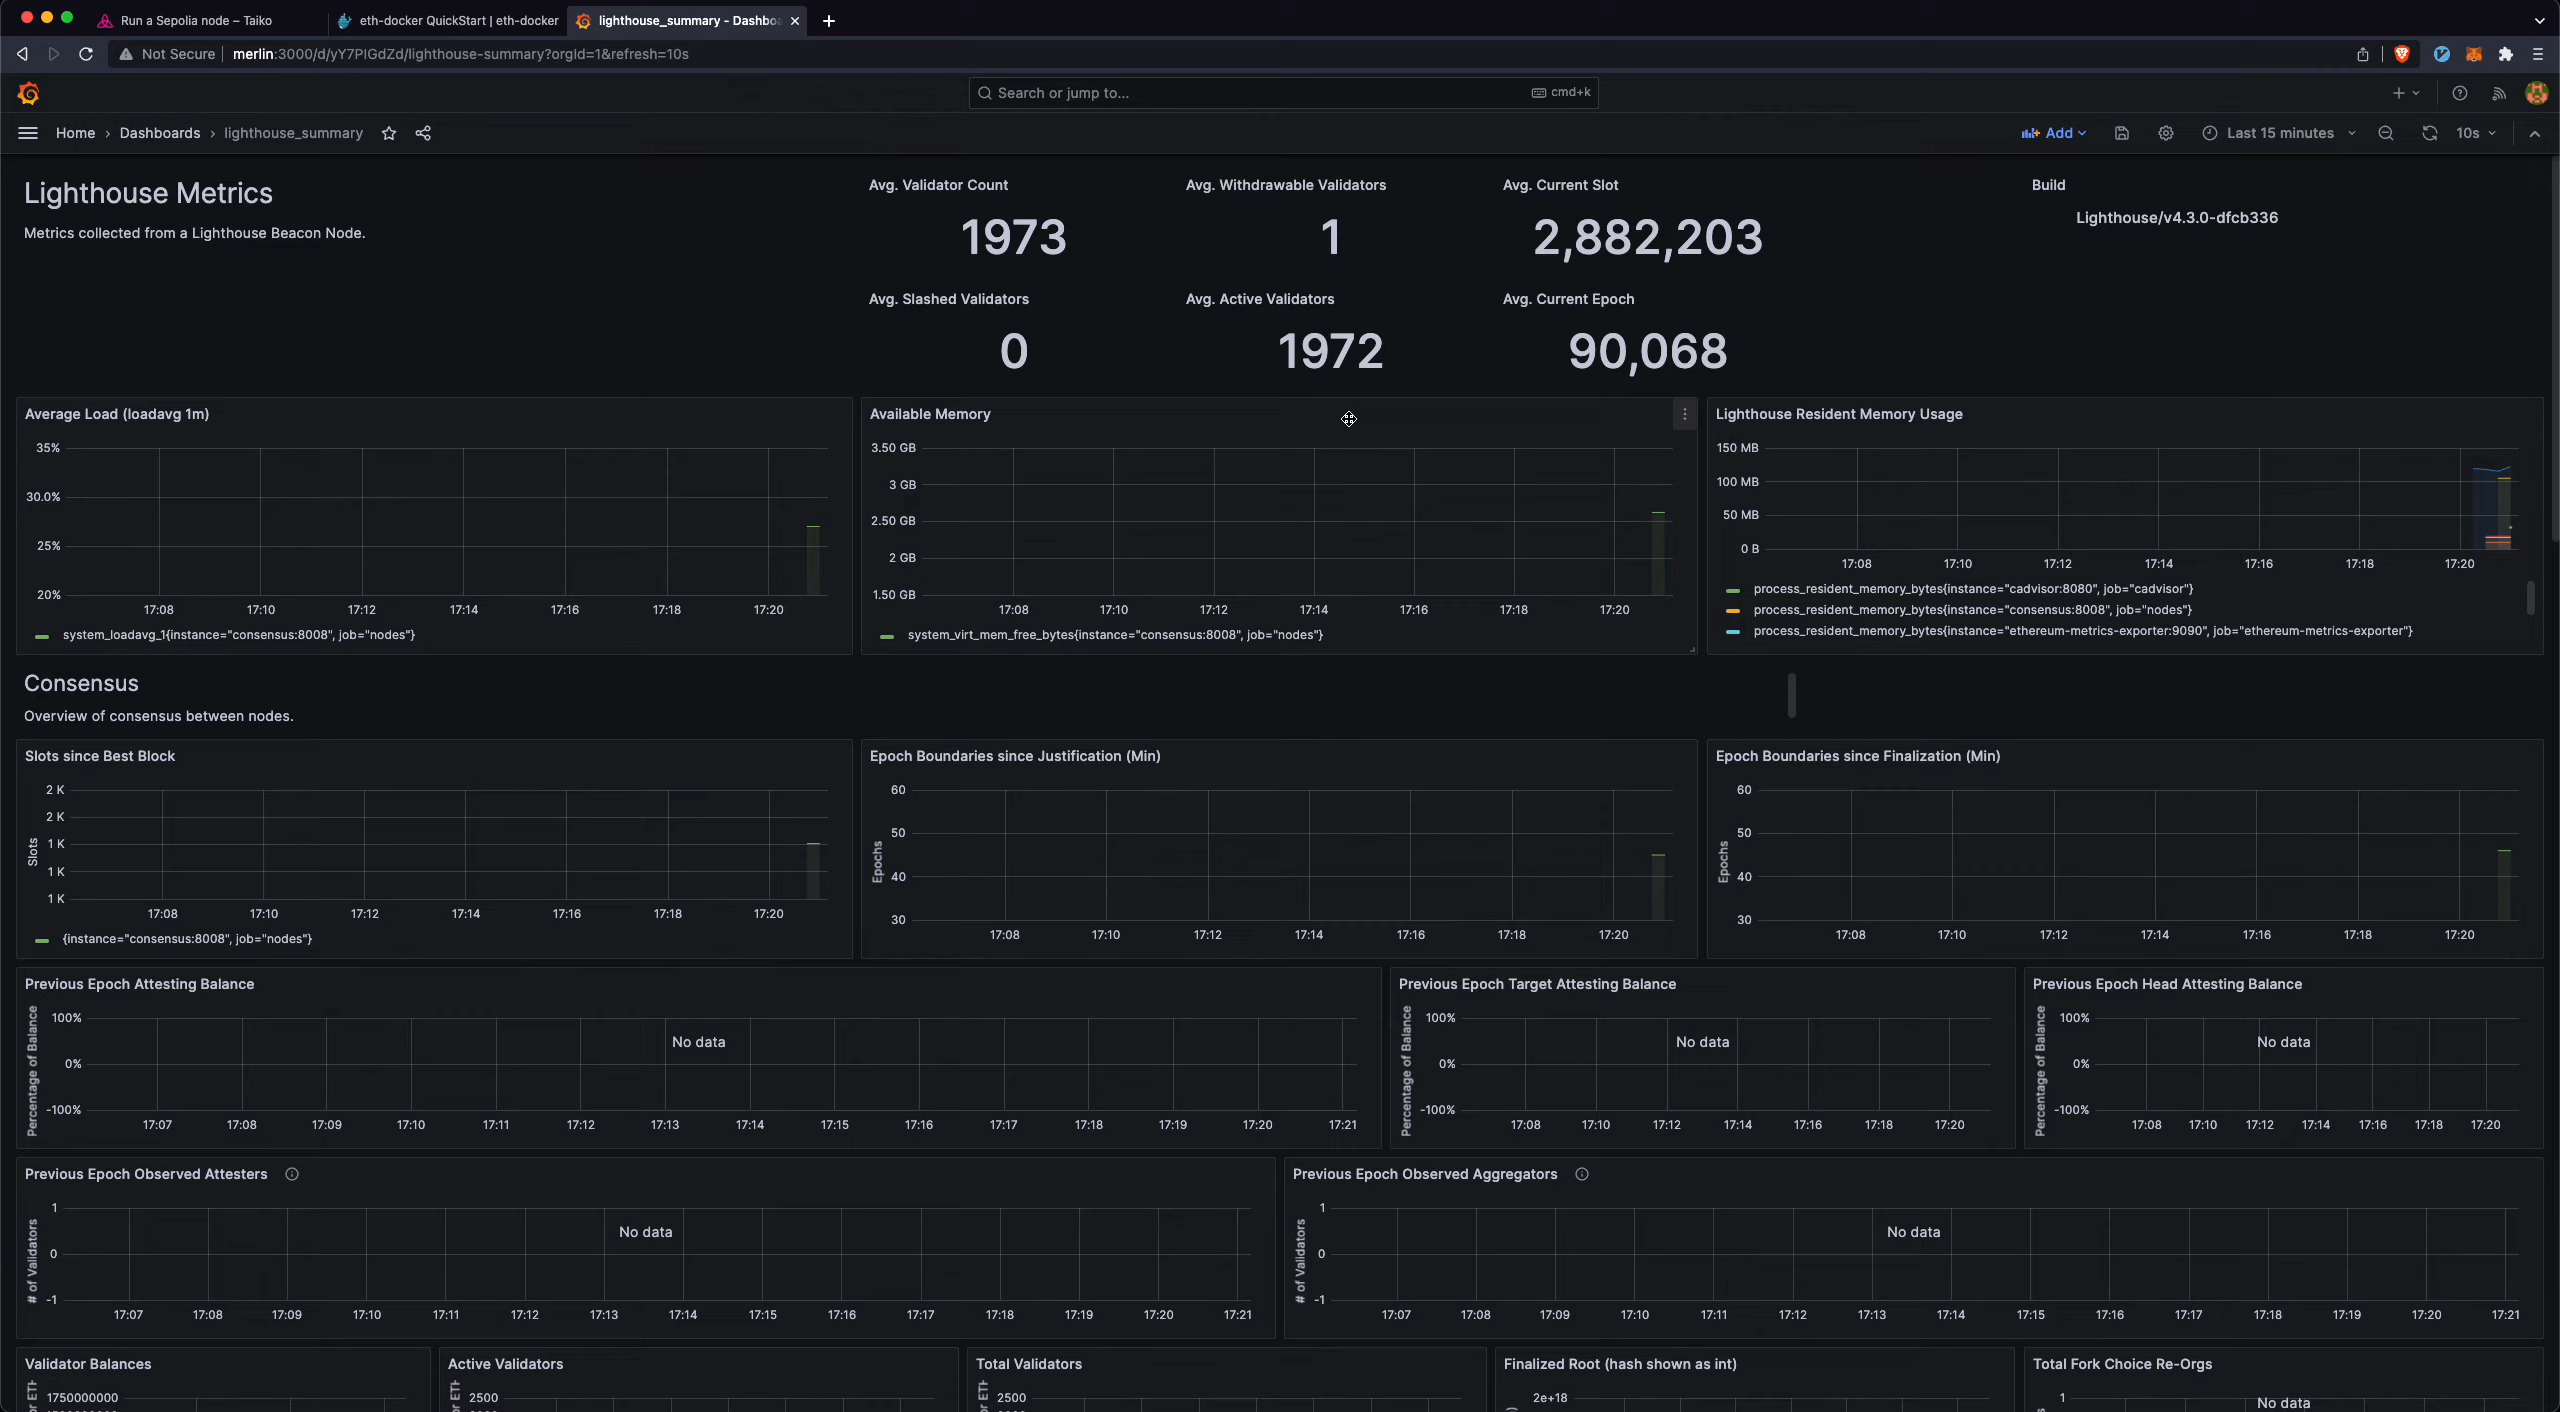 Run a Sepolia node – Taiko
eth-docker QuickStart | eth-docker
lighthouse_summary - Dashbo
Not Secure
merlin:3000/d/yY7PIGdZd/lighthouse-summary?orgId=1&refresh=10s
Search or jump to...
cmd+k
Home › Dashboards › lighthouse_summary
Add
Last 15 minutes
10s
Lighthouse Metrics
Metrics collected from a Lighthouse Beacon Node.
Avg. Validator Count
1973
Avg. Withdrawable Validators
1
Avg. Current Slot
2,882,203
Build
Lighthouse/v4.3.0-dfcb336
Avg. Slashed Validators
0
Avg. Active Validators
1972
Avg. Current Epoch
90,068
Average Load (loadavg 1m)
35%
30.0%
25%
20%
17:08 17:10 17:12 17:14 17:16 17:18 17:20
system_loadavg_1{instance="consensus:8008", job="nodes"}
Available Memory
3.50 GB
3 GB
2.50 GB
2 GB
1.50 GB
17:08 17:10 17:12 17:14 17:16 17:18 17:20
system_virt_mem_free_bytes{instance="consensus:8008", job="nodes"}
Lighthouse Resident Memory Usage
150 MB
100 MB
50 MB
0 B
17:08 17:10 17:12 17:14 17:16 17:18 17:20
process_resident_memory_bytes{instance="cadvisor:8080", job="cadvisor"}
process_resident_memory_bytes{instance="consensus:8008", job="nodes"}
process_resident_memory_bytes{instance="ethereum-metrics-exporter:9090", job="ethereum-metrics-exporter"}
Consensus
Overview of consensus between nodes.
Slots since Best Block
Slots
2 K
2 K
1 K
1 K
1 K
17:08 17:10 17:12 17:14 17:16 17:18 17:20
{instance="consensus:8008", job="nodes"}
Epoch Boundaries since Justification (Min)
Epochs
60
50
40
30
17:08 17:10 17:12 17:14 17:16 17:18 17:20
Epoch Boundaries since Finalization (Min)
Epochs
60
50
40
30
17:08 17:10 17:12 17:14 17:16 17:18 17:20
Previous Epoch Attesting Balance
Percentage of Balance
100%
0%
-100%
No data
17:07 17:08 17:09 17:10 17:11 17:12 17:13 17:14 17:15 17:16 17:17 17:18 17:19 17:20 17:21
Previous Epoch Target Attesting Balance
Percentage of Balance
100%
0%
-100%
No data
17:08 17:10 17:12 17:14 17:16 17:18 17:20
Previous Epoch Head Attesting Balance
Percentage of Balance
100%
0%
-100%
No data
17:08 17:10 17:12 17:14 17:16 17:18 17:20
Previous Epoch Observed Attesters
# of Validators
1
0
-1
No data
17:07 17:08 17:09 17:10 17:11 17:12 17:13 17:14 17:15 17:16 17:17 17:18 17:19 17:20 17:21
Previous Epoch Observed Aggregators
# of Validators
1
0
-1
No data
17:07 17:08 17:09 17:10 17:11 17:12 17:13 17:14 17:15 17:16 17:17 17:18 17:19 17:20 17:21
Validator Balances
1750000000
Active Validators
2500
Total Validators
2500
Finalized Root (hash shown as int)
2e+18
Total Fork Choice Re-Orgs
1
No data